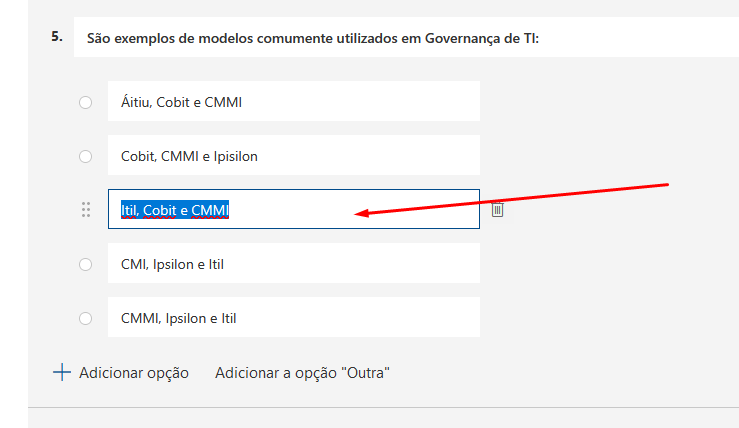 5. São exemplos de modelos comumente utilizados em Governança de TI:
Áitiu, Cobit e CMMI
Cobit, CMMI e Ipisilon
Itil, Cobit e CMMI
CMI, Ipsilon e Itil
CMMI, Ipsilon e Itil
Adicionar opção Adicionar a opção "Outra"